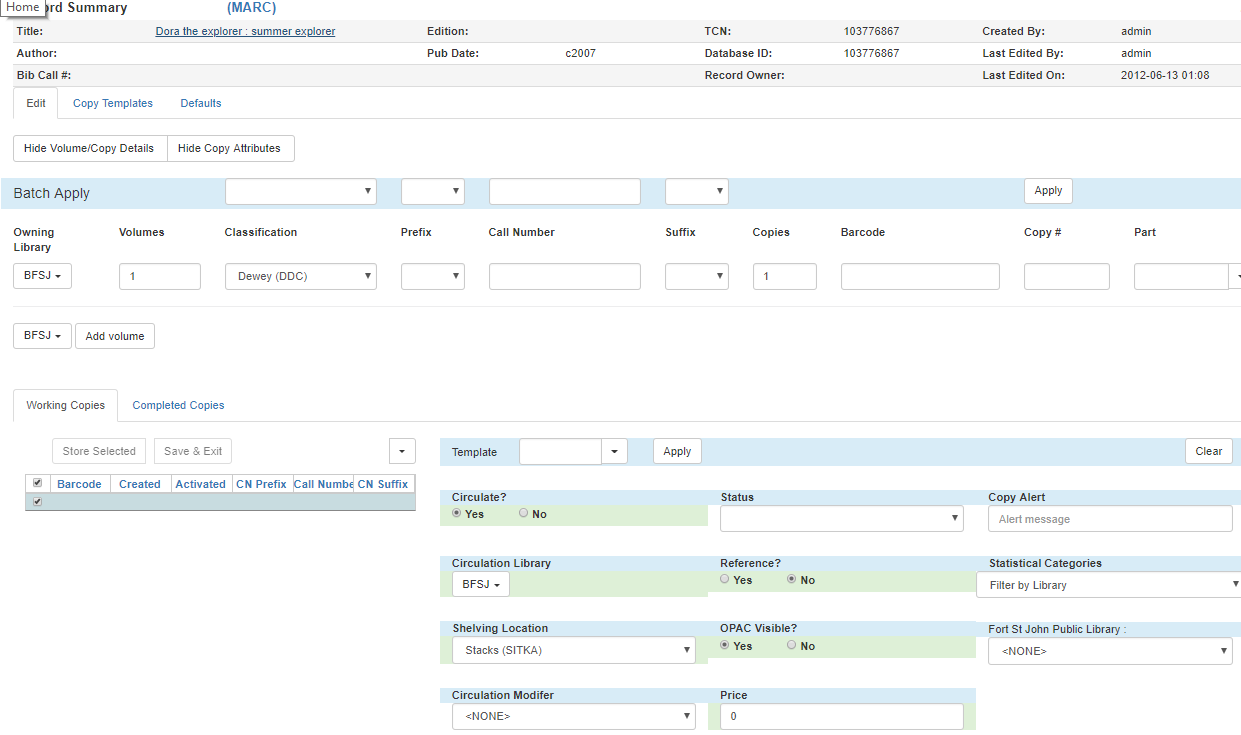 Home ord Summary (MARC)
Title: Dora the explorer : summer explorer Edition: TCN: 103776867 Created By: admin
Author: Pub Date: c2007 Database ID: 103776867 Last Edited By: admin
Bib Call #: Record Owner: Last Edited On: 2012-06-13 01:08
Edit Copy Templates Defaults
Hide Volume/Copy Details Hide Copy Attributes
Batch Apply Apply
Owning Library Volumes Classification Prefix Call Number Suffix Copies Barcode Copy # Part
BFSJ 1 Dewey (DDC) 1
BFSJ Add volume
Working Copies Completed Copies
Store Selected Save & Exit
Template Apply Clear
Barcode Created Activated CN Prefix Call Numbe CN Suffix
Circulate? Status Copy Alert
Yes No Alert message
Circulation Library Reference? Statistical Categories
BFSJ Yes No Filter by Library
Shelving Location OPAC Visible? Fort St John Public Library :
Stacks (SITKA) Yes No <NONE>
Circulation Modifer Price
<NONE> 0